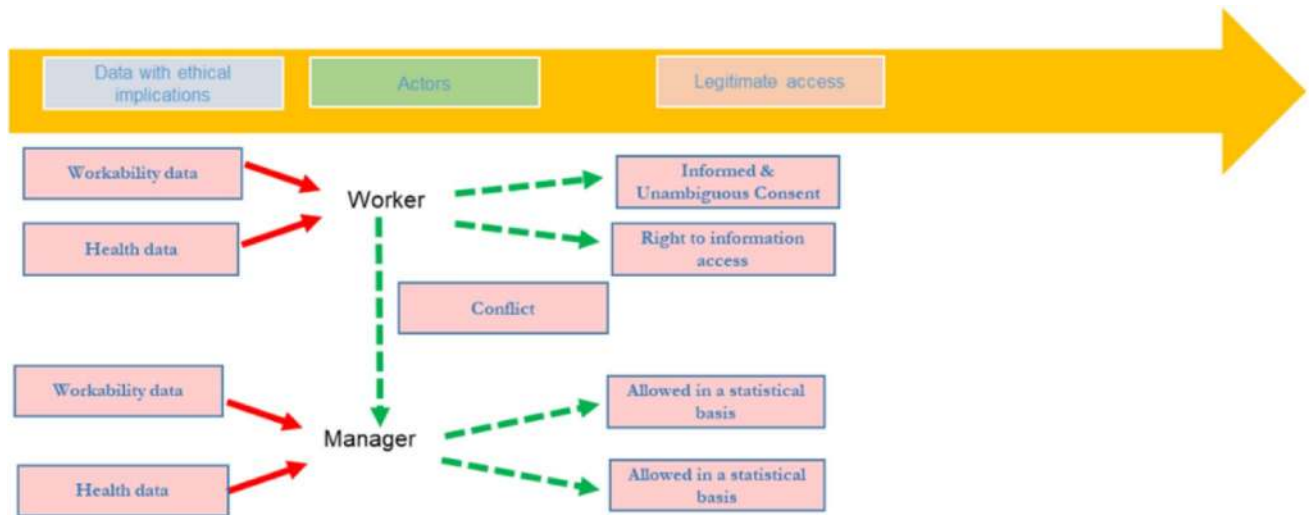 Data with ethical
implications
Actors
Legitimate access
Workability data
Worker
Informed &
Unambiguous Consent
Health data
Right to information
access
Conflict
Workability data
Manager
Allowed in a statistical
basis
Health data
Allowed in a statistical
basis